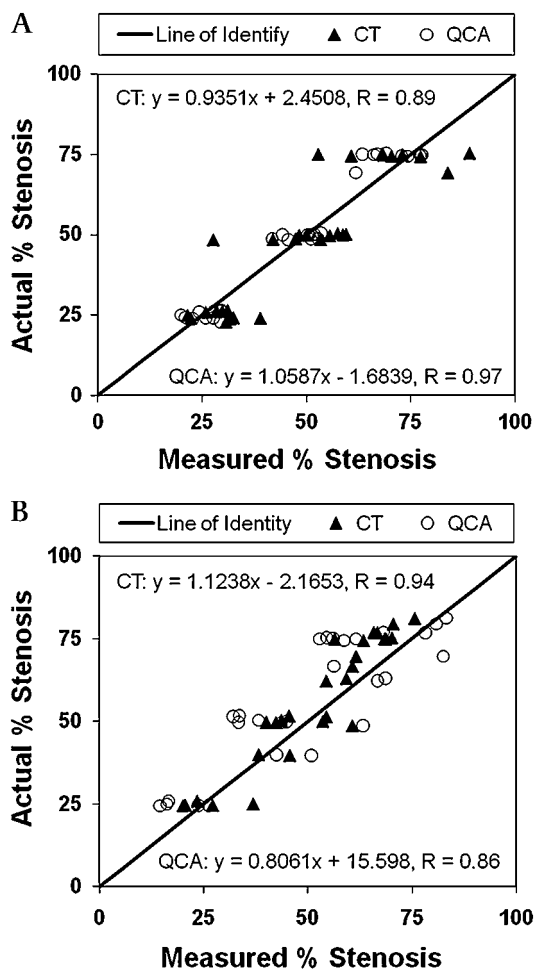 A
Line of Identify CT QCA
CT: y = 0.9351x + 2.4508, R = 0.89
100
75
50
25
0
Actual % Stenosis
QCA: y = 1.0587x - 1.6839, R = 0.97
0 25 50 75 100
Measured % Stenosis
B
Line of Identity CT QCA
CT: y = 1.1238x - 2.1653, R = 0.94
100
75
50
25
0
Actual % Stenosis
QCA: y = 0.8061x + 15.598, R = 0.86
0 25 50 75 100
Measured % Stenosis